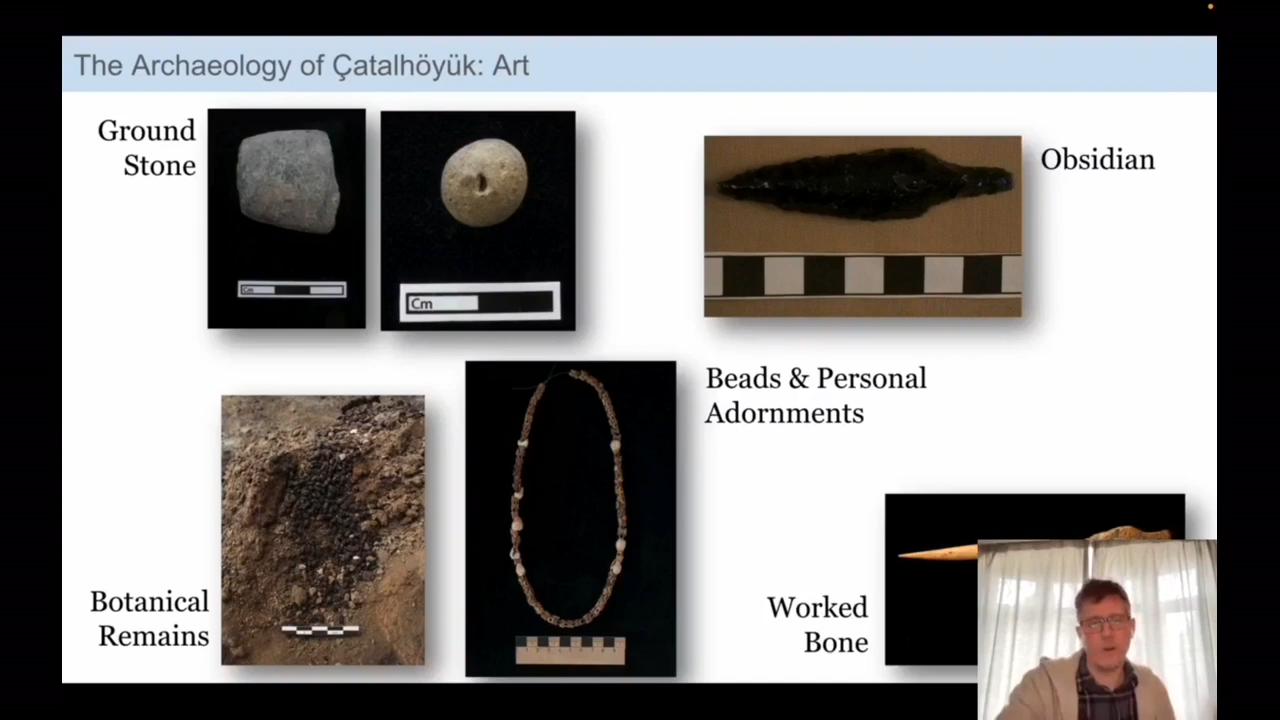 The Archaeology of Çatalhöyük: Art
Ground
Stone
Cm
Cm
Obsidian
Beads & Personal
Adornments
Botanical
Remains
Worked
Bone